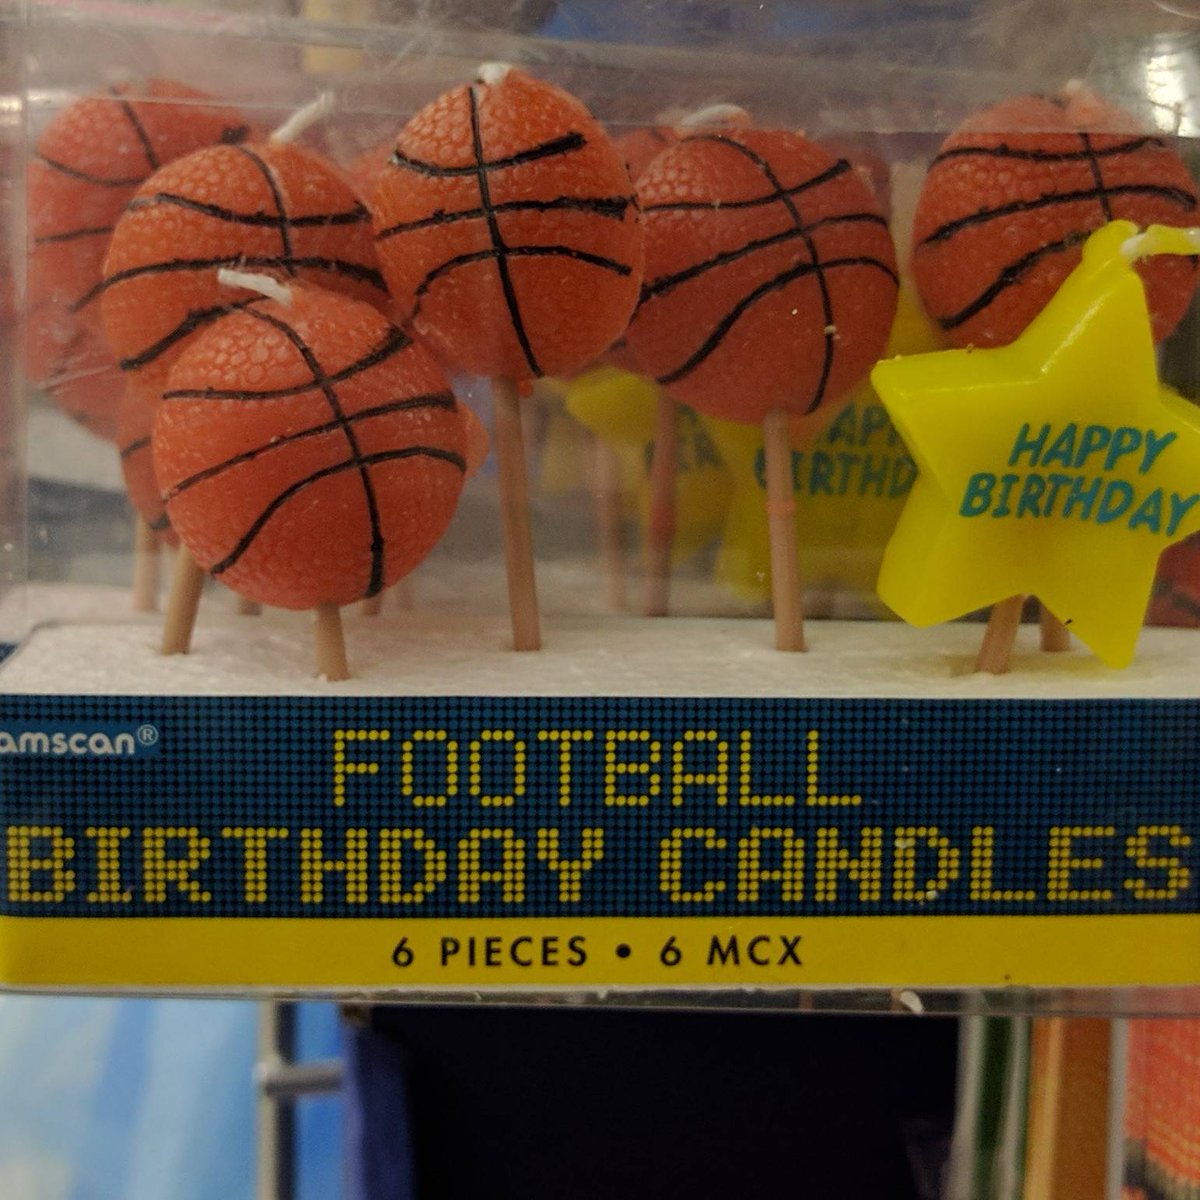 HAPPY
BIRTHDAY
amscan®
FOOTBALL
BIRTHDAY CANDLES
6 PIECES • 6 MCX